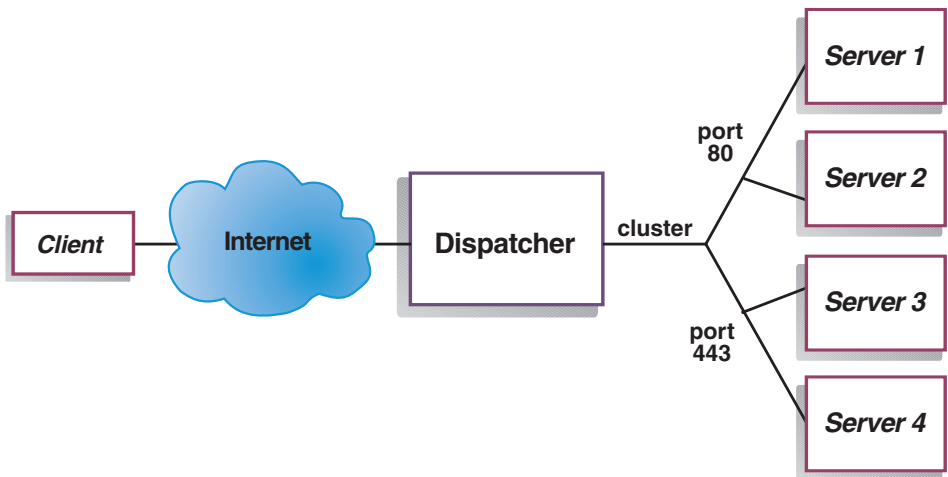 Client
Internet
Dispatcher
cluster
port
80
port
443
Server 1
Server 2
Server 3
Server 4